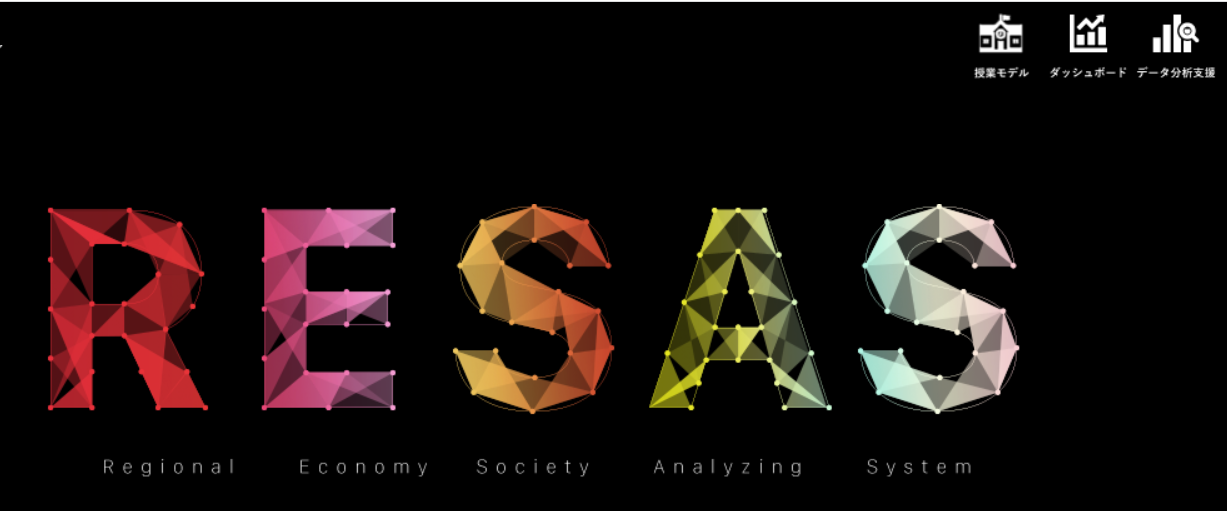 授業モデル ダッシュボード データ分析支援
RESAS
Regional Economy Society Analyzing System